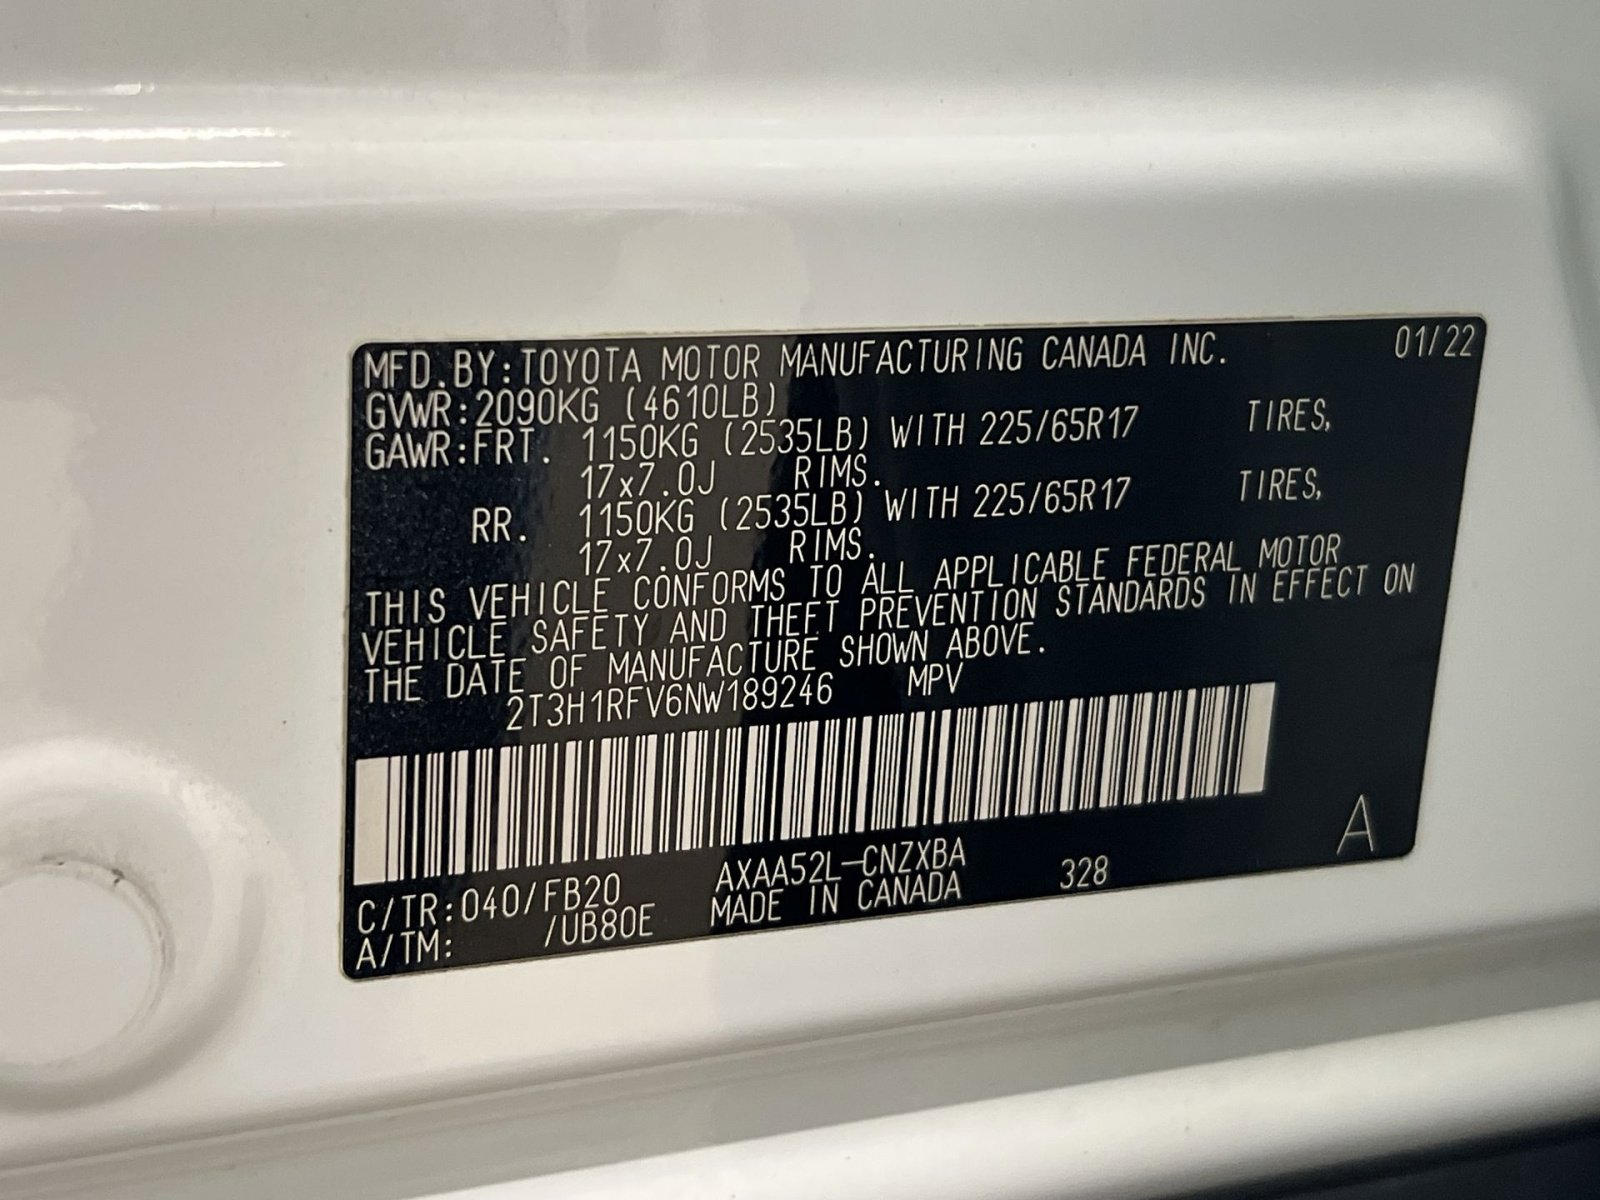 MFD.BY:TOYOTA MOTOR MANUFACTURING CANADA INC. 01/22
GVWR:2090KG (4610LB)
GAWR:FRT. 1150KG (2535LB) WITH 225/65R17 TIRES,
17x7.0J RIMS.
RR. 1150KG (2535LB) WITH 225/65R17 TIRES,
17x7.0J RIMS.
THIS VEHICLE CONFORMS TO ALL APPLICABLE FEDERAL MOTOR
VEHICLE SAFETY AND THEFT PREVENTION STANDARDS IN EFFECT ON
THE DATE OF MANUFACTURE SHOWN ABOVE.
2T3H1RFV6NW189246 MPV
A
C/TR:040/FB20 AXAA52L-CNZXBA 328
A/TM: /UB80E MADE IN CANADA